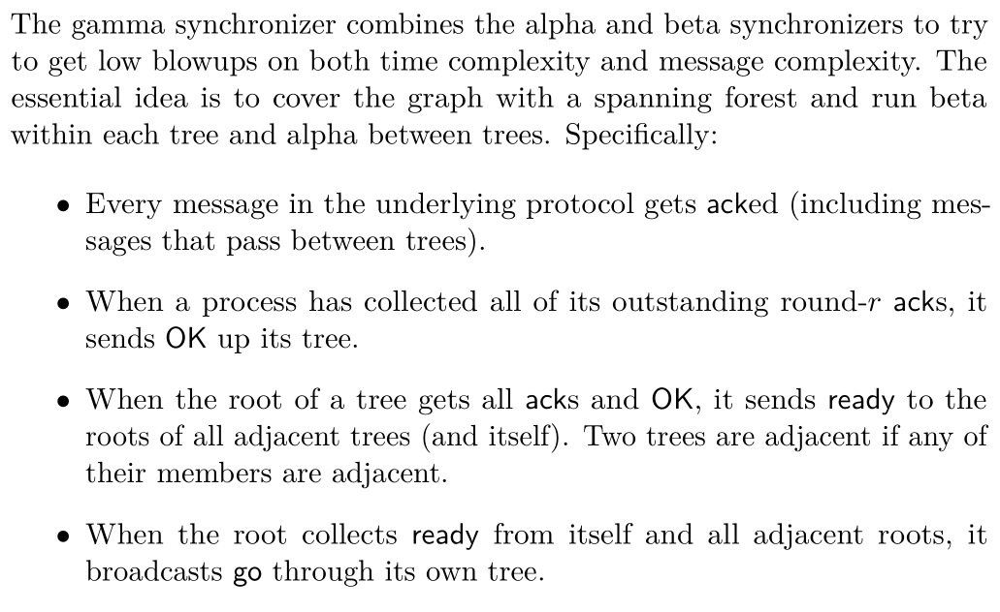 The gamma synchronizer combines the alpha and beta synchronizers to try
to get low blowups on both time complexity and message complexity. The
essential idea is to cover the graph with a spanning forest and run beta
within each tree and alpha between trees. Specifically:
• Every message in the underlying protocol gets acked (including mes-
sages that pass between trees).
• When a process has collected all of its outstanding round-r acks, it
sends OK up its tree.
• When the root of a tree gets all acks and OK, it sends ready to the
roots of all adjacent trees (and itself). Two trees are adjacent if any of
their members are adjacent.
• When the root collects ready from itself and all adjacent roots, it
broadcasts go through its own tree.